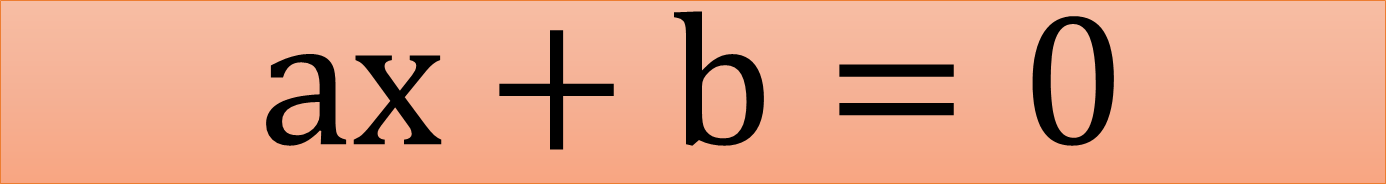 ax + b = 0